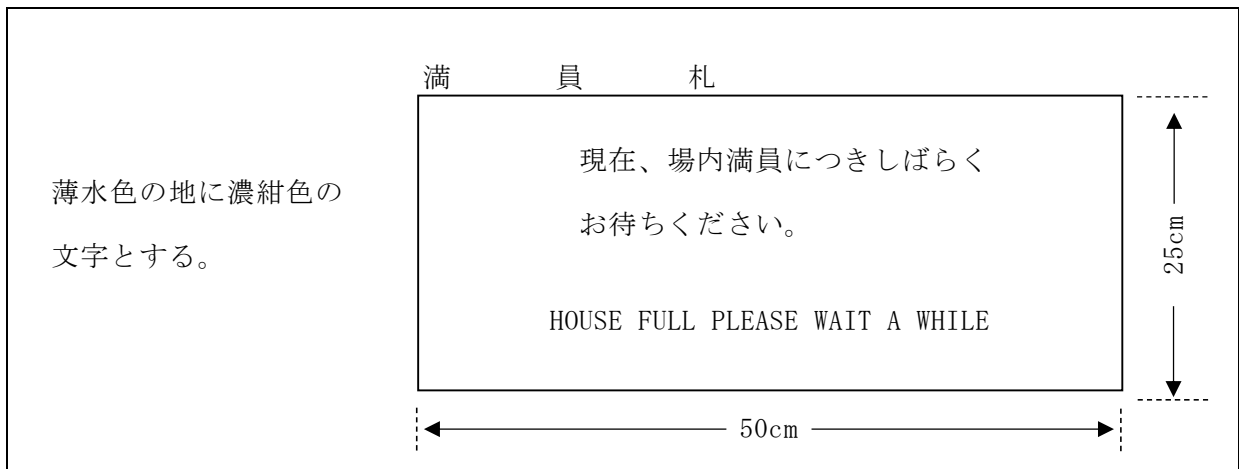 満員札
薄水色の地に濃紺色の
文字とする。
現在、場内満員につきしばらく
お待ちください。
HOUSE FULL PLEASE WAIT A WHILE
25cm
50cm